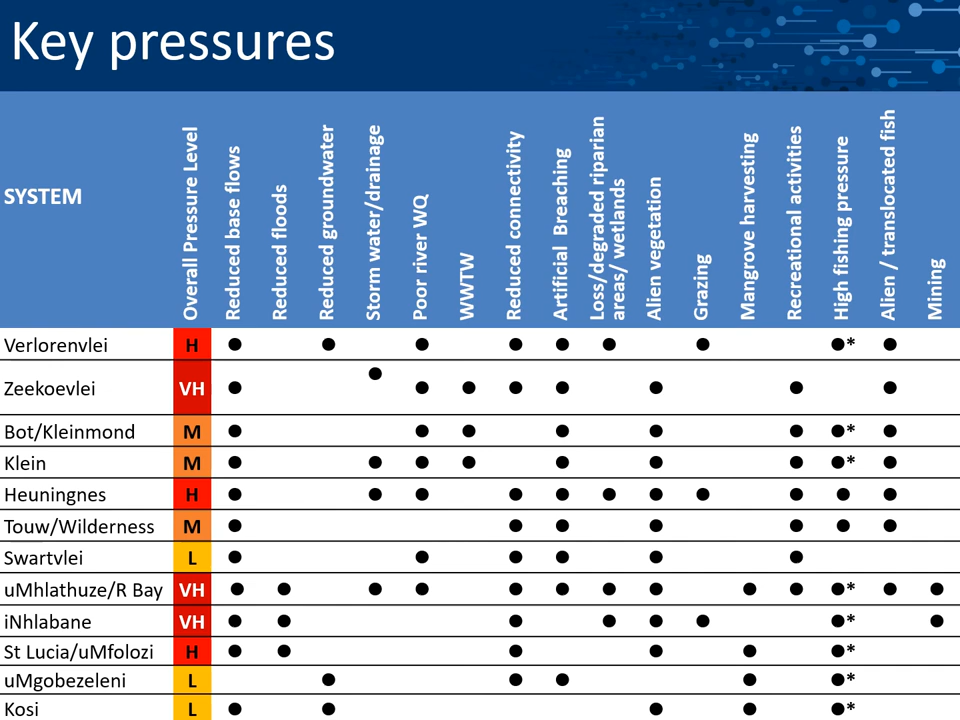 Key pressures
SYSTEM
Overall Pressure Level
Reduced base flows
Reduced floods
Reduced groundwater
Storm water/drainage
Poor river WQ
WWTW
Reduced connectivity
Artificial Breaching
Loss/degraded riparian
areas/ wetlands
Alien vegetation
Grazing
Mangrove harvesting
Recreational activities
High fishing pressure
Alien / translocated fish
Mining
Verlorenvlei H ● ● ● ● ● ● ● ●* ●
Zeekoevlei VH ● ● ● ● ● ● ● ● ●
Bot/Kleinmond M ● ● ● ● ● ● ●* ●
Klein M ● ● ● ● ● ● ● ●* ●
Heuningnes H ● ● ● ● ● ● ● ● ● ● ●
Touw/Wilderness M ● ● ● ● ● ● ●
Swartvlei L ● ● ● ● ● ●
uMhlathuze/R Bay VH ● ● ● ● ● ● ● ● ● ● ●* ● ●
iNhlabane VH ● ● ● ● ● ● ●* ●
St Lucia/uMfolozi H ● ● ● ● ● ●*
uMgobezeleni L ● ● ● ● ●*
Kosi L ● ● ● ● ●*